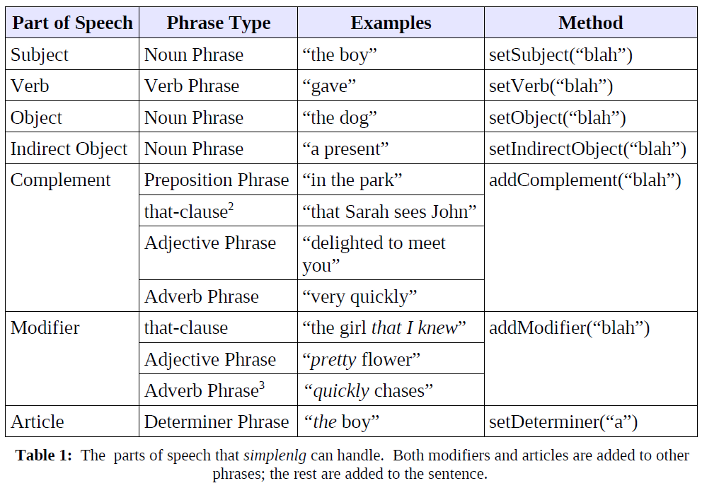 Part of Speech Phrase Type Examples Method
Subject Noun Phrase “the boy” setSubject(“blah”)
Verb Verb Phrase “gave” setVerb(“blah”)
Object Noun Phrase “the dog” setObject(“blah”)
Indirect Object Noun Phrase “a present” setIndirectObject(“blah”)
Complement Preposition Phrase “in the park” addComplement(“blah”)
that-clause² “that Sarah sees John”
Adjective Phrase “delighted to meet
you”
Adverb Phrase “very quickly”
Modifier that-clause “the girl that I knew” addModifier(“blah”)
Adjective Phrase “pretty flower”
Adverb Phrase³ “quickly chases”
Article Determiner Phrase “the boy” setDeterminer(“a”)
Table 1: The parts of speech that simplenlg can handle. Both modifiers and articles are added to other
phrases; the rest are added to the sentence.